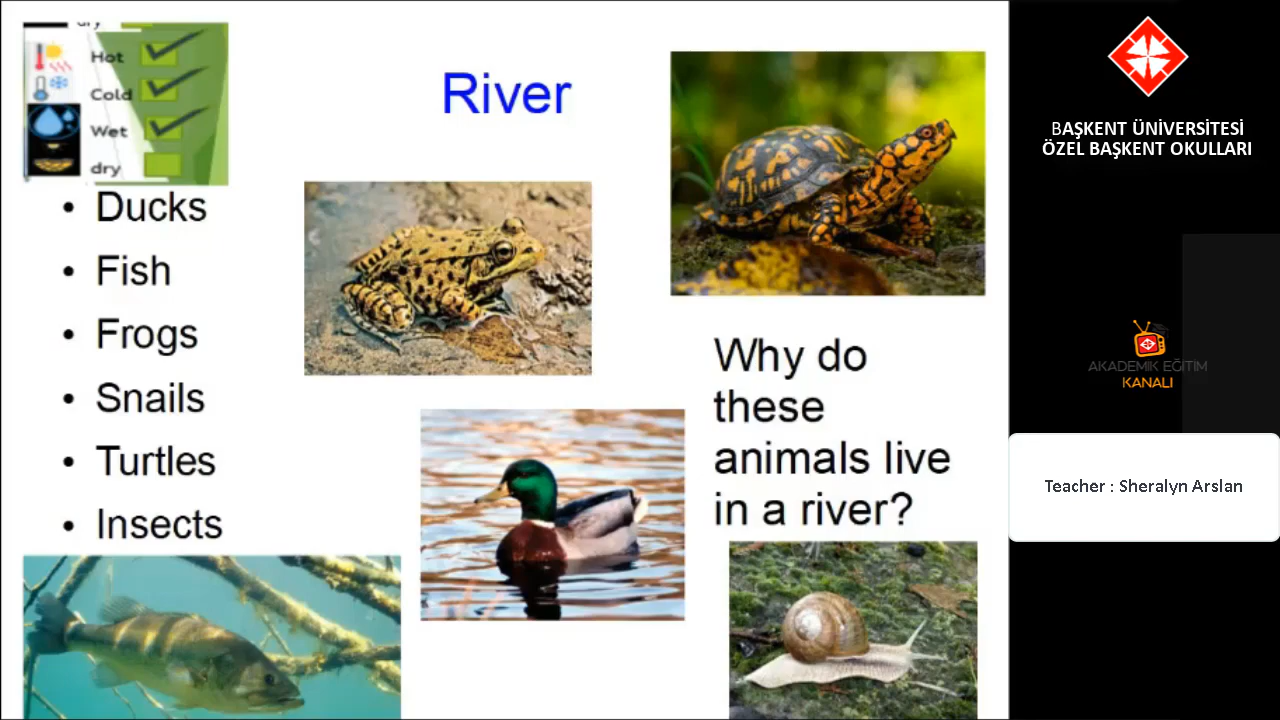 dry
Hot
Cold
Wet
dry
River
Ducks
Fish
Frogs
Snails
Turtles
Insects
Why do
these
animals live
in a river?
BAŞKENT ÜNİVERSİTESİ
ÖZEL BAŞKENT OKULLARI
AKADEMİK EĞİTİM
KANALI
Teacher : Sheralyn Arslan